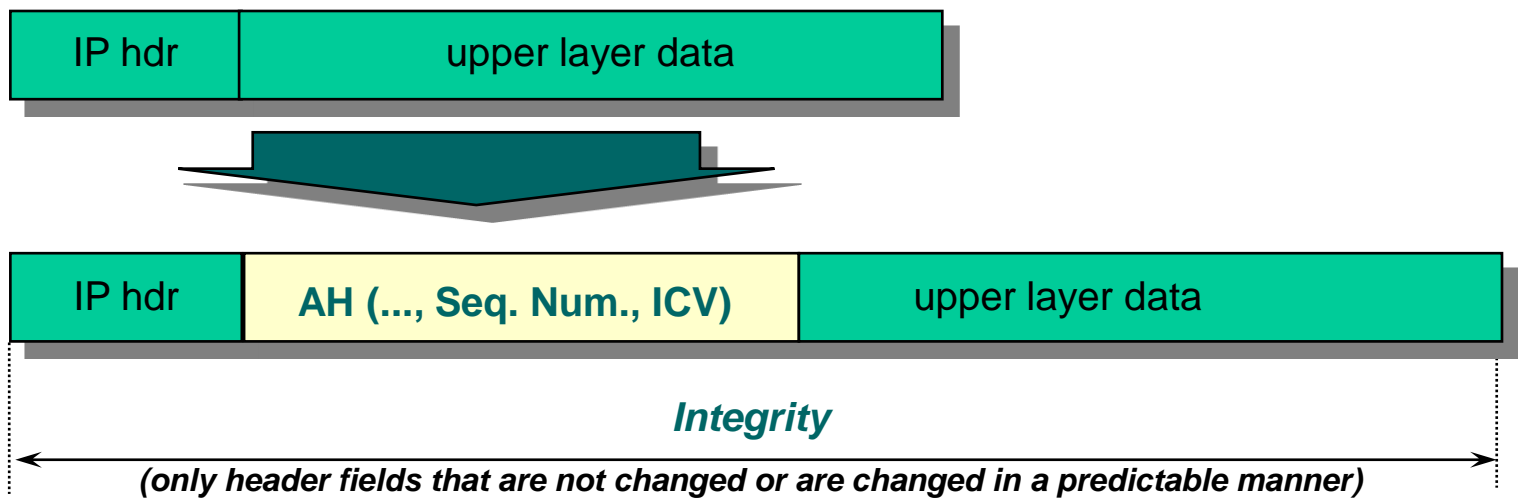 IP hdr upper layer data
IP hdr AH (..., Seq. Num., ICV) upper layer data
Integrity
(only header fields that are not changed or are changed in a predictable manner)